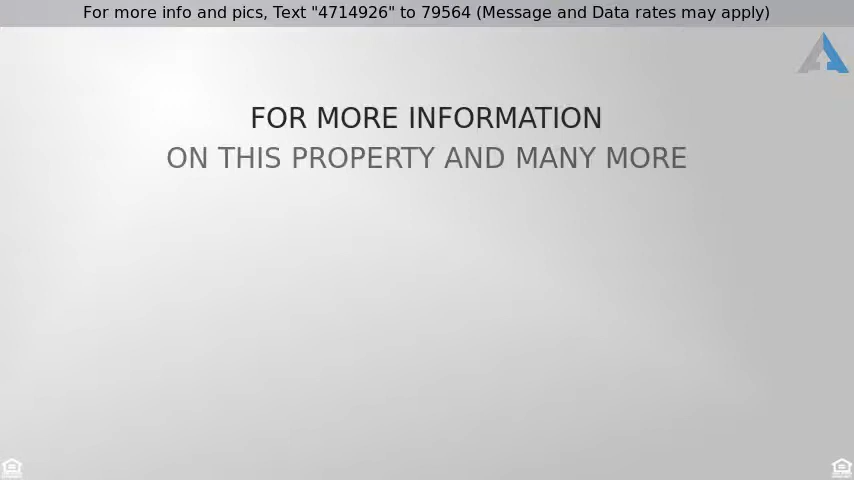 For more info and pics, Text "4714926" to 79564 (Message and Data rates may apply)
FOR MORE INFORMATION
ON THIS PROPERTY AND MANY MORE